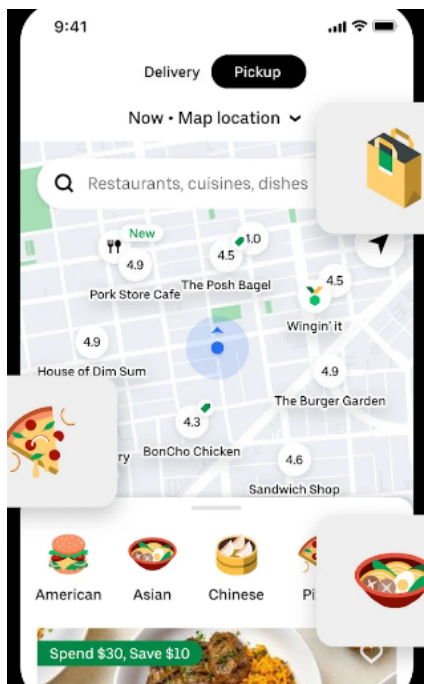 9:41
Delivery Pickup
Now • Map location
Restaurants, cuisines, dishes
New
4.9
Pork Store Cafe
1.0
4.5
The Posh Bagel
4.5
Wingin' it
4.9
House of Dim Sum
4.9
The Burger Garden
4.3
BonCho Chicken
ry
4.6
Sandwich Shop
American Asian Chinese Pi
Spend $30, Save $10